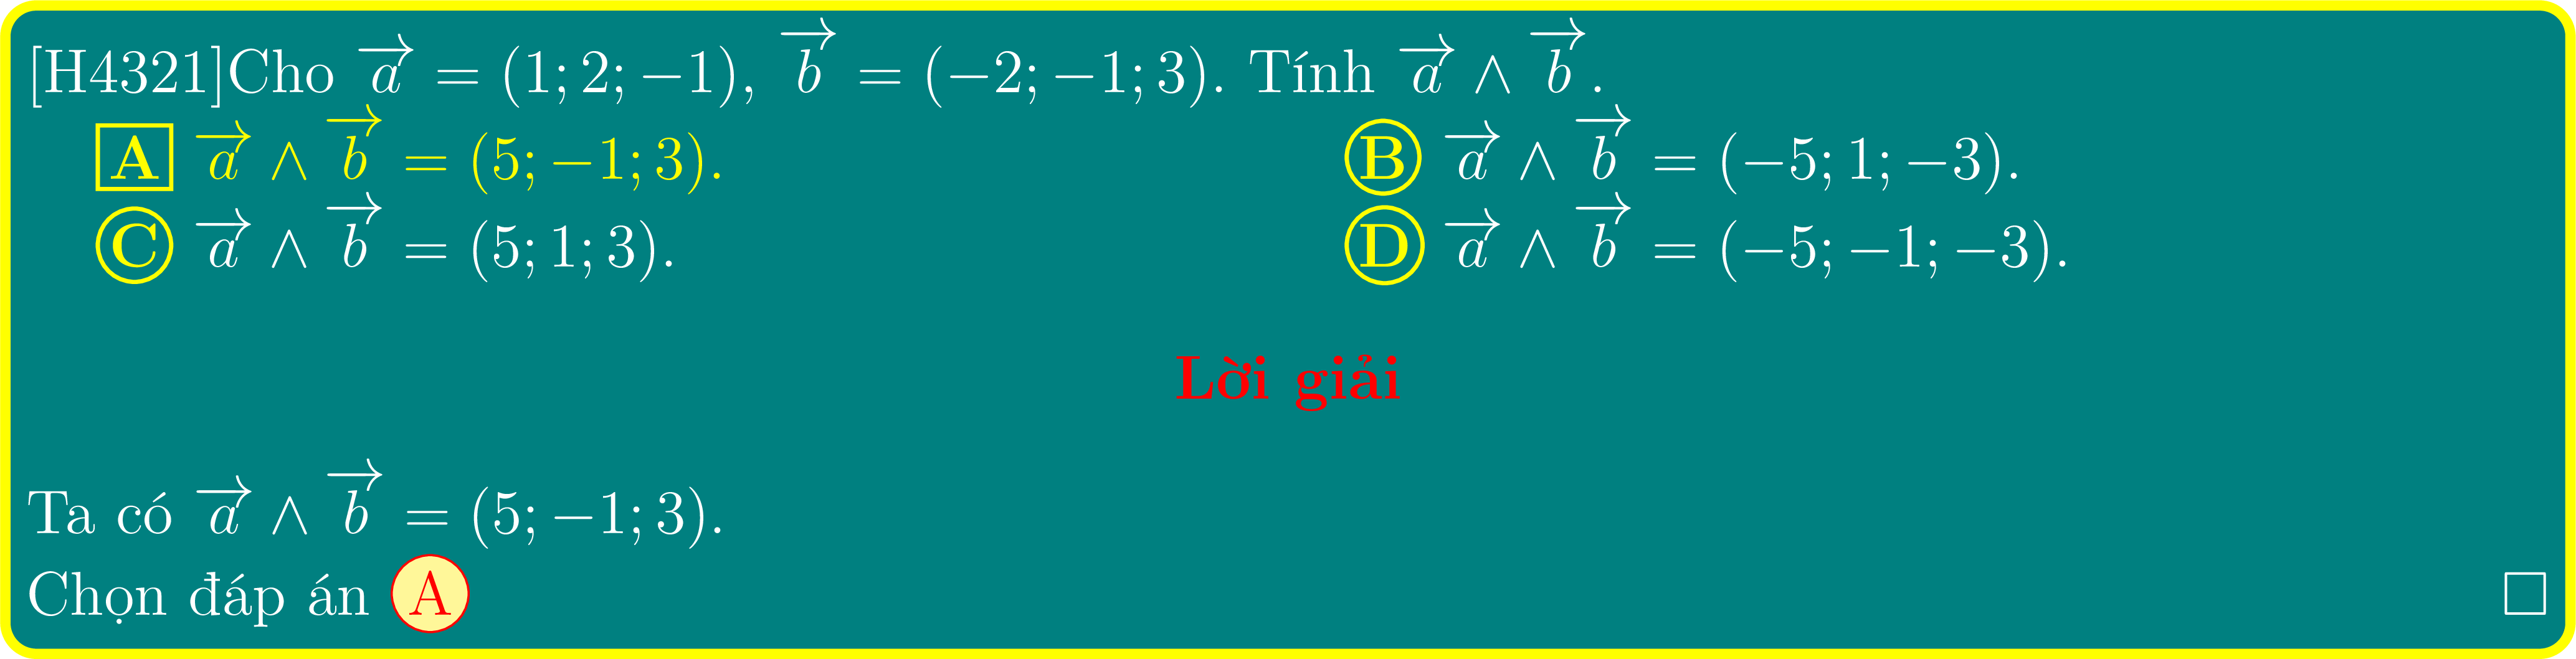 [H4321]Cho $\overrightarrow{a} = (1; 2; -1)$, $\overrightarrow{b} = (-2; -1; 3)$. Tính $\overrightarrow{a} \wedge \overrightarrow{b}$.
A $\overrightarrow{a} \wedge \overrightarrow{b} = (5; -1; 3)$. B $\overrightarrow{a} \wedge \overrightarrow{b} = (-5; 1; -3)$.
C $\overrightarrow{a} \wedge \overrightarrow{b} = (5; 1; 3)$. D $\overrightarrow{a} \wedge \overrightarrow{b} = (-5; -1; -3)$.
Lời giải
Ta có $\overrightarrow{a} \wedge \overrightarrow{b} = (5; -1; 3)$.
Chọn đáp án A □